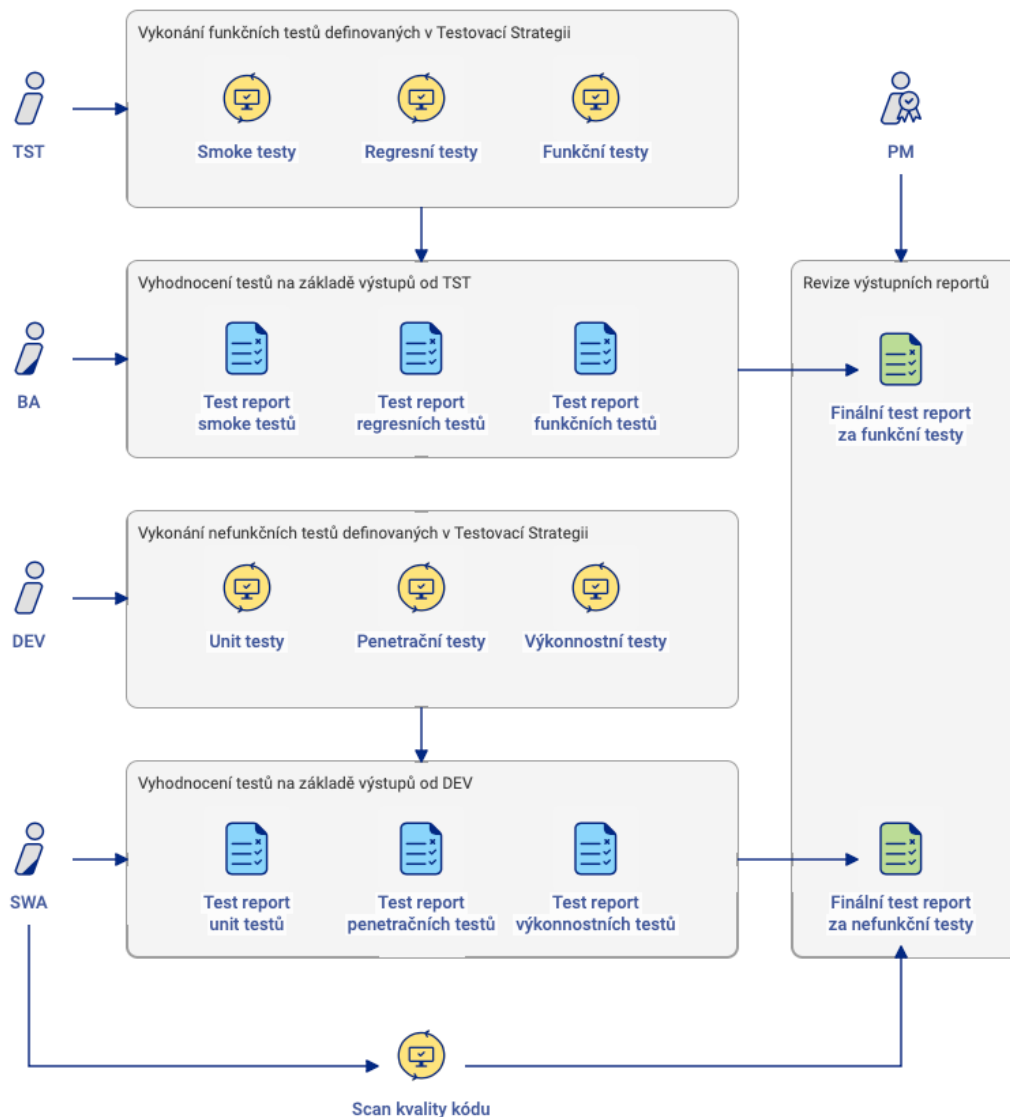 Vykonání funkčních testů definovaných v Testovací Strategii
TST
Smoke testy
Regresní testy
Funkční testy
PM
Vyhodnocení testů na základě výstupů od TST
Revize výstupních reportů
BA
Test report
smoke testů
Test report
regresních testů
Test report
funkčních testů
Finální test report
za funkční testy
Vykonání nefunkčních testů definovaných v Testovací Strategii
DEV
Unit testy
Penetrační testy
Výkonnostní testy
Vyhodnocení testů na základě výstupů od DEV
SWA
Test report
unit testů
Test report
penetračních testů
Test report
výkonnostních testů
Finální test report
za nefunkční testy
Scan kvality kódu